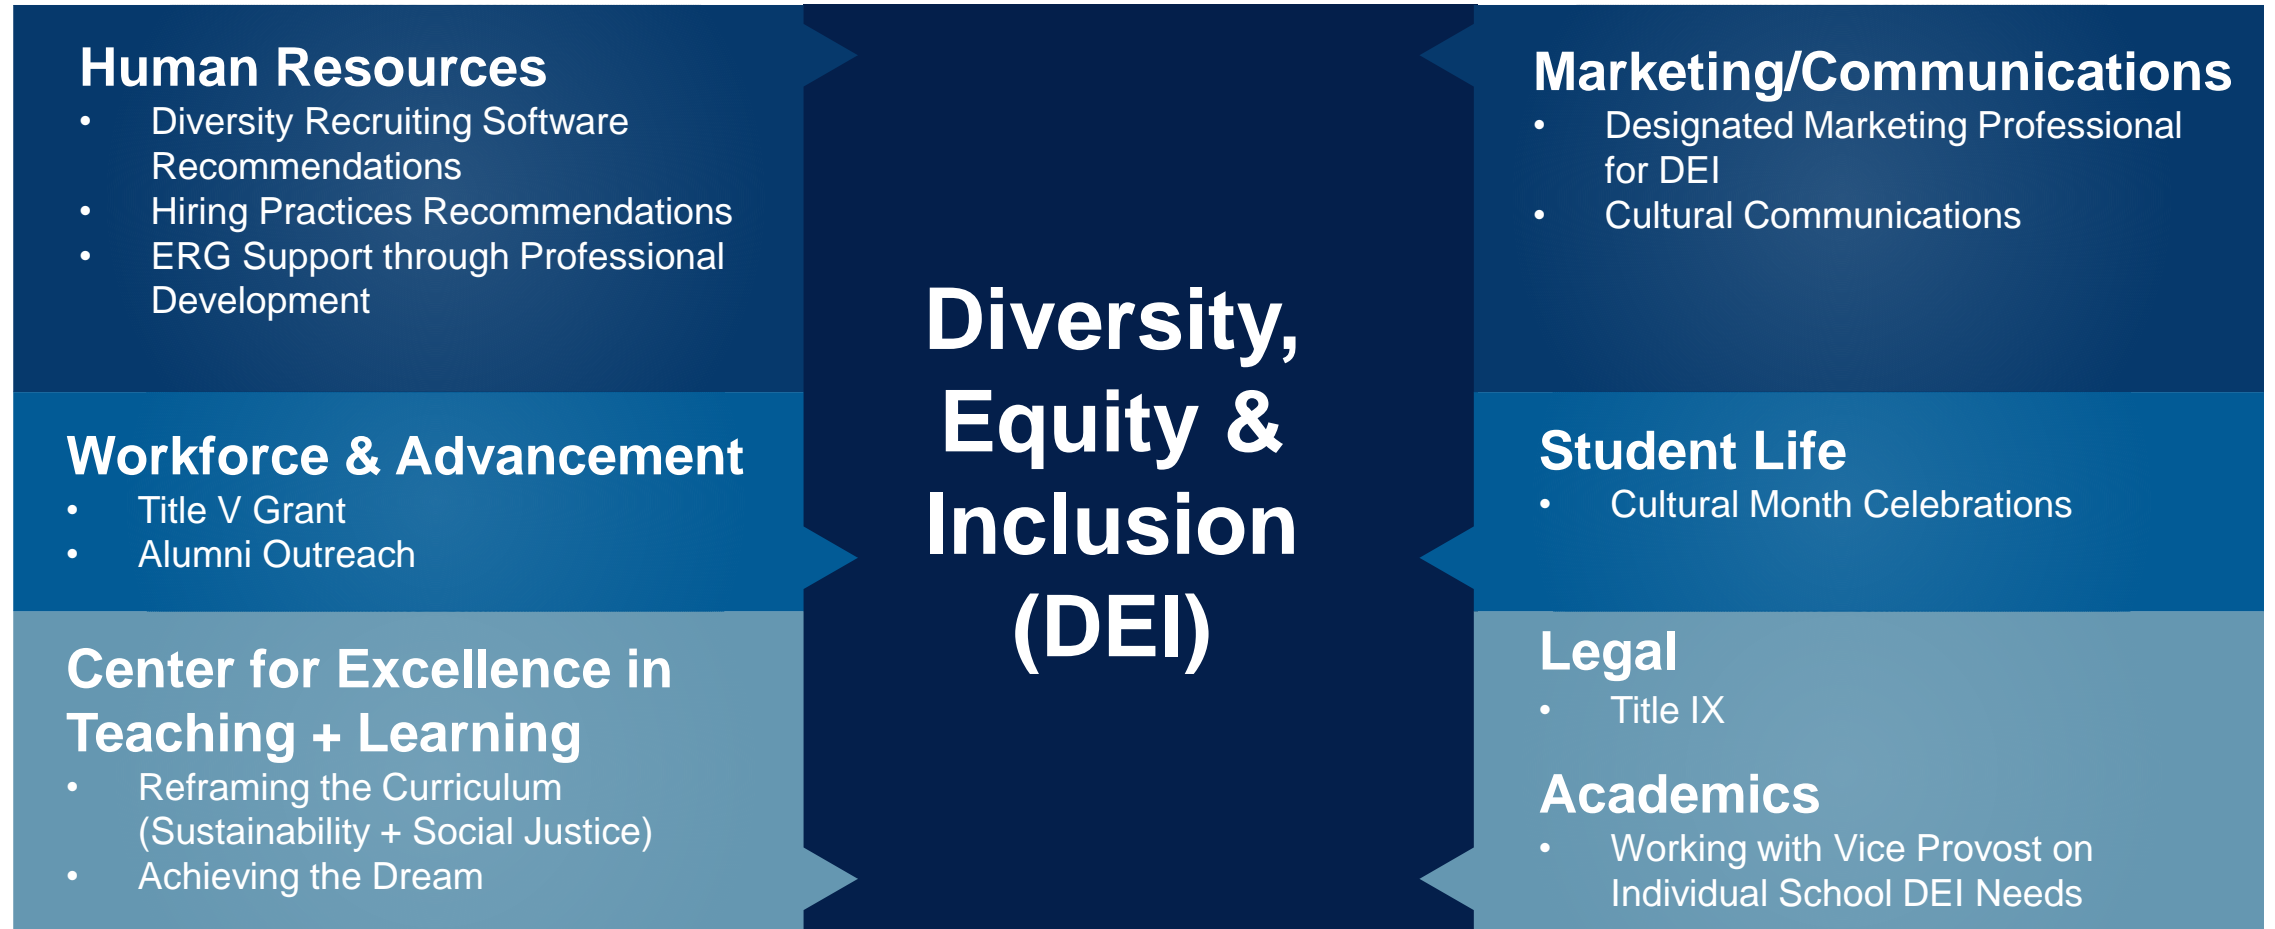 Human Resources
• Diversity Recruiting Software
Recommendations
• Hiring Practices Recommendations
• ERG Support through Professional
Development
Workforce & Advancement
• Title V Grant
• Alumni Outreach
Center for Excellence in
Teaching + Learning
• Reframing the Curriculum
(Sustainability + Social Justice)
• Achieving the Dream
Diversity,
Equity &
Inclusion
(DEI)
Marketing/Communications
• Designated Marketing Professional
for DEI
• Cultural Communications
Student Life
• Cultural Month Celebrations
Legal
• Title IX
Academics
• Working with Vice Provost on
Individual School DEI Needs